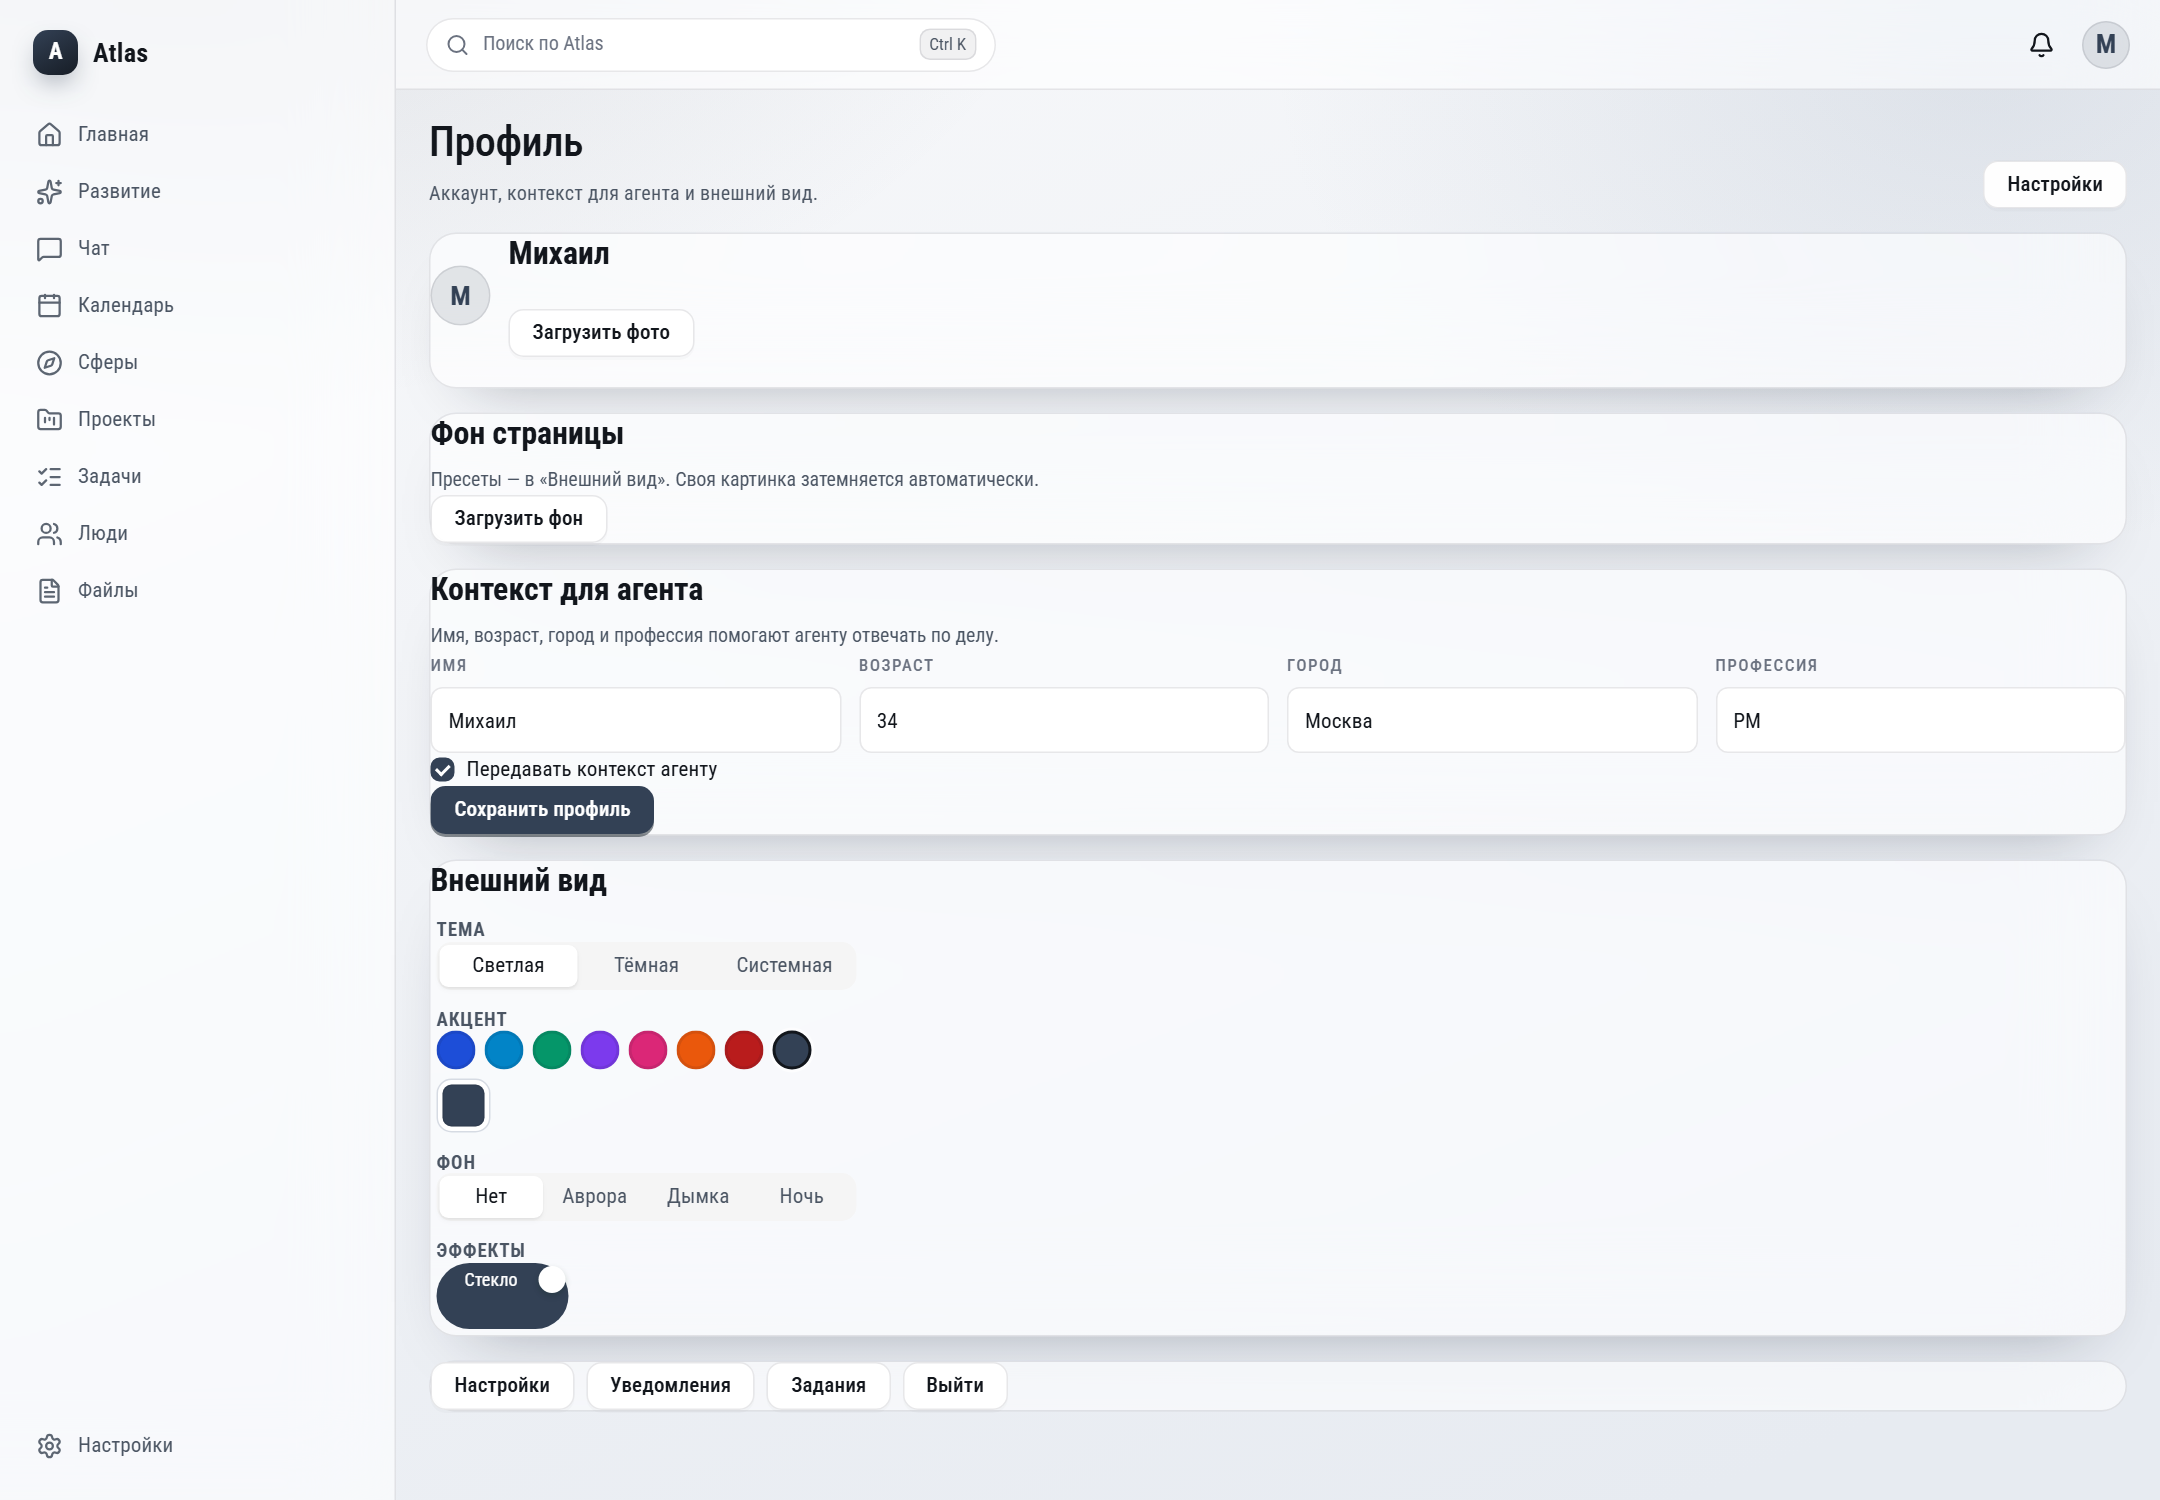 A Atlas
Поиск по Atlas
Ctrl K
M
Главная
Развитие
Чат
Календарь
Сферы
Проекты
Задачи
Люди
Файлы
Настройки
Профиль
Аккаунт, контекст для агента и внешний вид.
Настройки
М
Михаил
Загрузить фото
Фон страницы
Пресеты — в «Внешний вид». Своя картинка затемняется автоматически.
Загрузить фон
Контекст для агента
Имя, возраст, город и профессия помогают агенту отвечать по делу.
ИМЯ ВОЗРАСТ ГОРОД ПРОФЕССИЯ
Михаил 34 Москва PM
Передавать контекст агенту
Сохранить профиль
Внешний вид
ТЕМА
Светлая Тёмная Системная
АКЦЕНТ
ФОН
Нет Аврора Дымка Ночь
ЭФФЕКТЫ
Стекло
Настройки Уведомления Задания Выйти